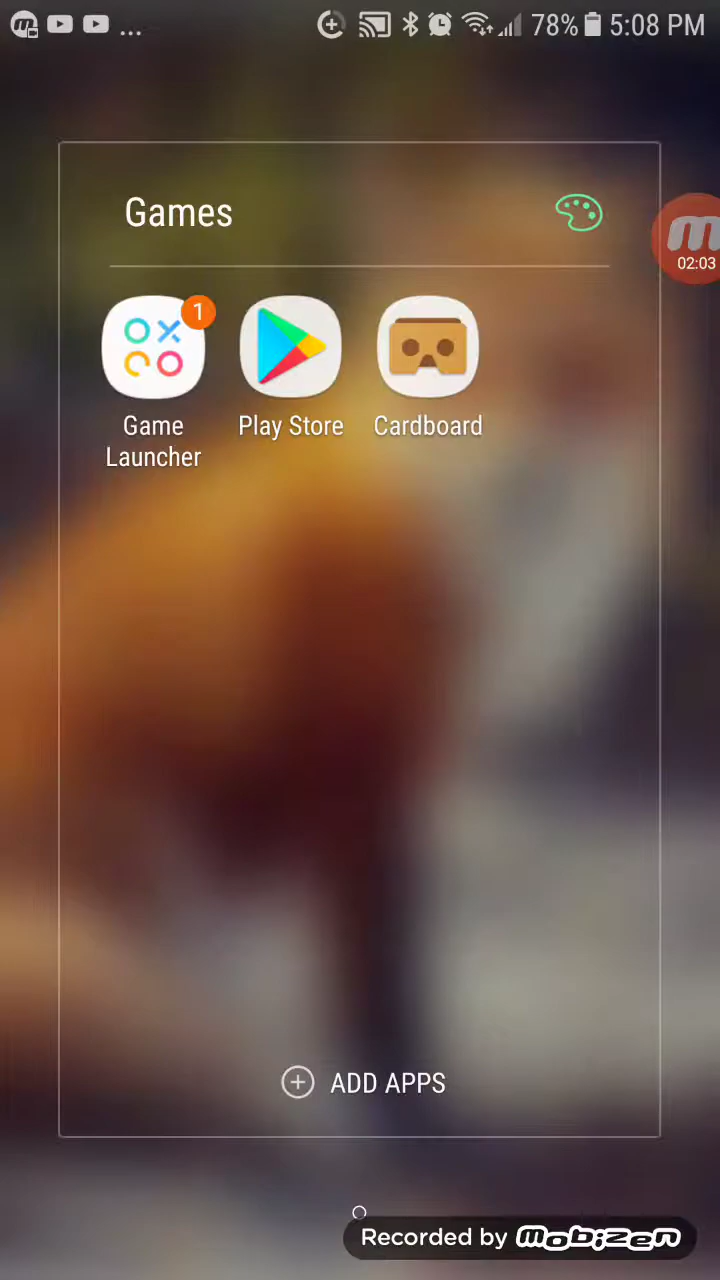 ... 78% 5:08 PM
Games
02:03
1
Game Launcher
Play Store
Cardboard
ADD APPS
Recorded by mobizen